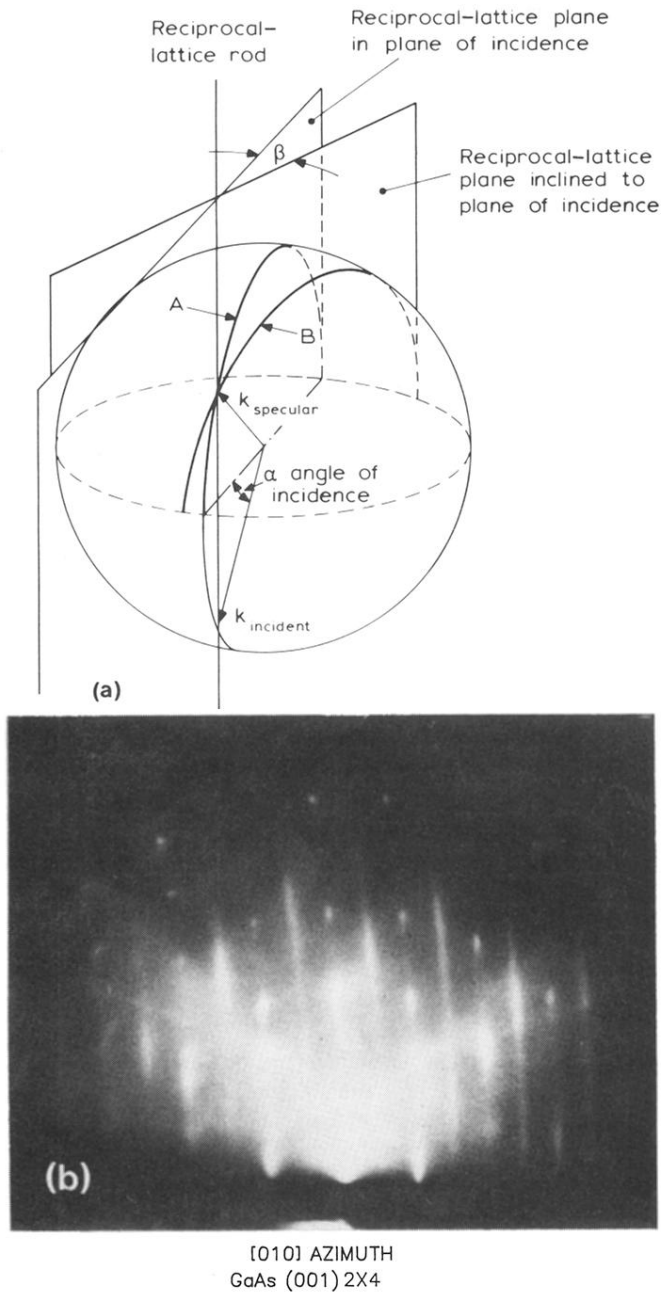 Reciprocal-
lattice rod
Reciprocal-lattice plane
in plane of incidence
β
Reciprocal-lattice
plane inclined to
plane of incidence
A
B
k specular
α angle of
incidence
k incident
(a)
(b)
[010] AZIMUTH
GaAs (001) 2X4